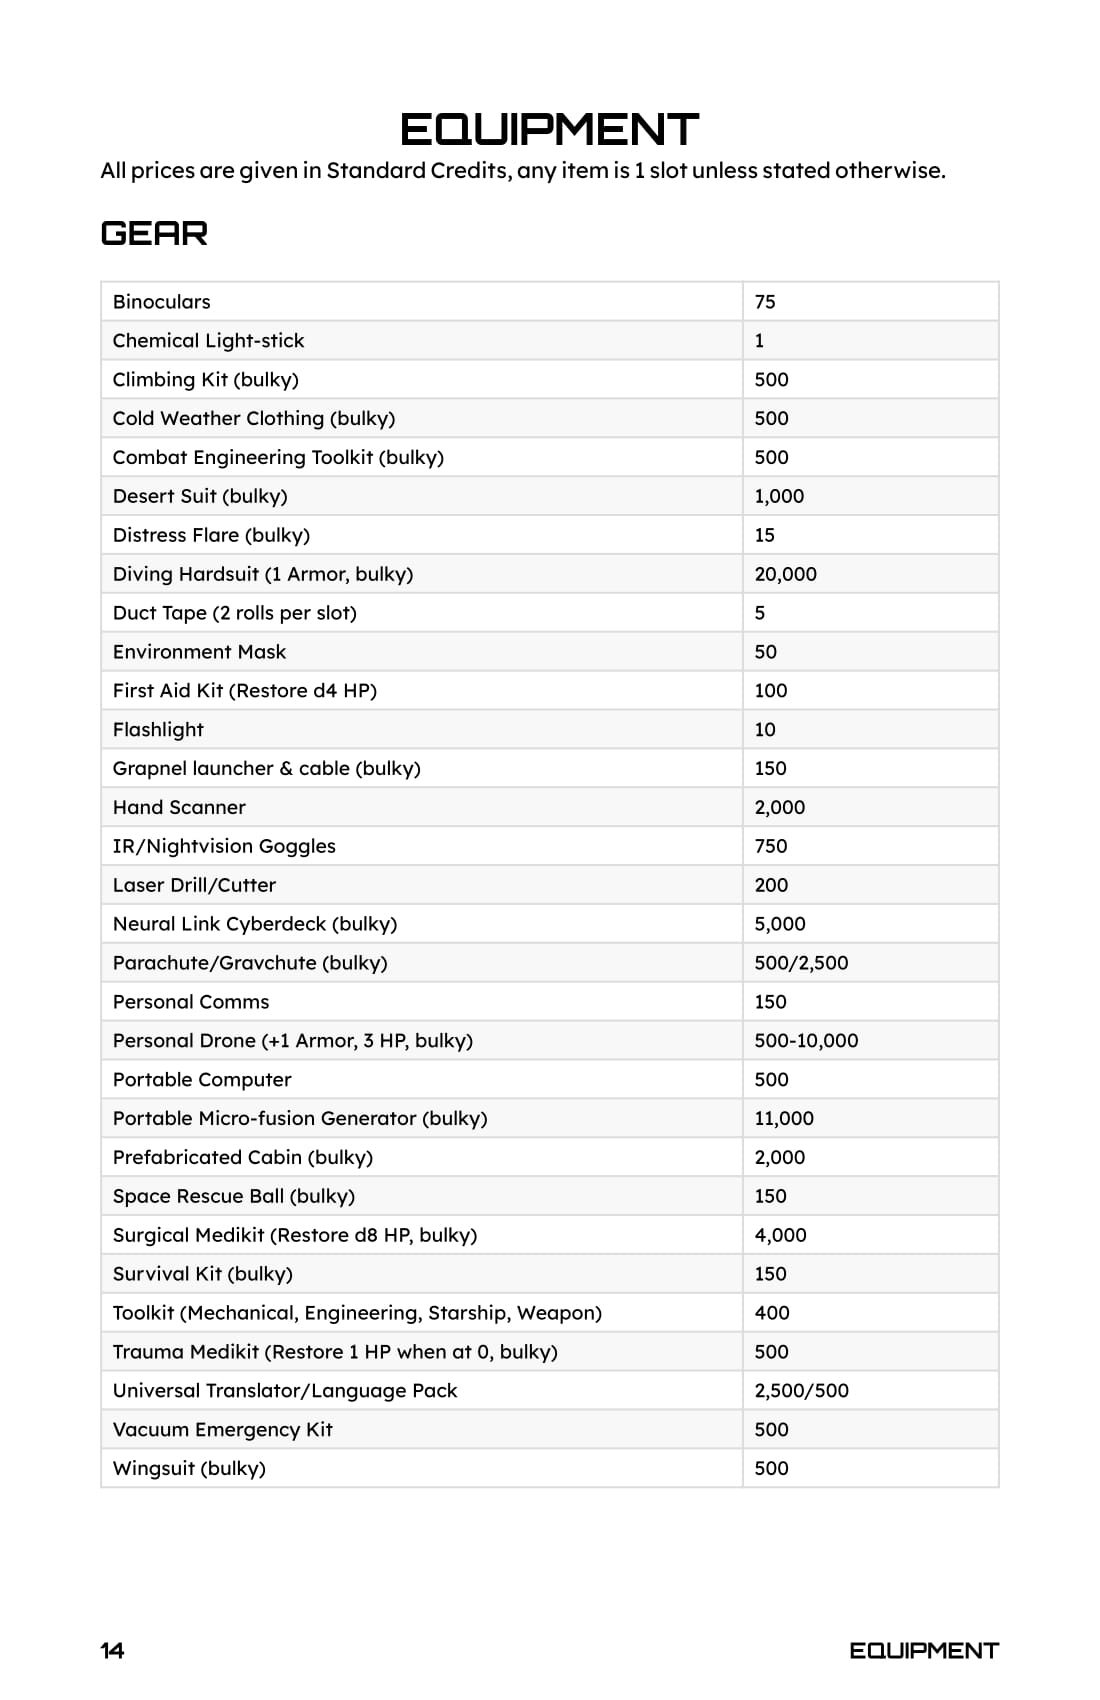 EQUIPMENT
All prices are given in Standard Credits, any item is 1 slot unless stated otherwise.
GEAR
Binoculars 75
Chemical Light-stick 1
Climbing Kit (bulky) 500
Cold Weather Clothing (bulky) 500
Combat Engineering Toolkit (bulky) 500
Desert Suit (bulky) 1,000
Distress Flare (bulky) 15
Diving Hardsuit (1 Armor, bulky) 20,000
Duct Tape (2 rolls per slot) 5
Environment Mask 50
First Aid Kit (Restore d4 HP) 100
Flashlight 10
Grapnel launcher & cable (bulky) 150
Hand Scanner 2,000
IR/Nightvision Goggles 750
Laser Drill/Cutter 200
Neural Link Cyberdeck (bulky) 5,000
Parachute/Gravchute (bulky) 500/2,500
Personal Comms 150
Personal Drone (+1 Armor, 3 HP, bulky) 500-10,000
Portable Computer 500
Portable Micro-fusion Generator (bulky) 11,000
Prefabricated Cabin (bulky) 2,000
Space Rescue Ball (bulky) 150
Surgical Medikit (Restore d8 HP, bulky) 4,000
Survival Kit (bulky) 150
Toolkit (Mechanical, Engineering, Starship, Weapon) 400
Trauma Medikit (Restore 1 HP when at 0, bulky) 500
Universal Translator/Language Pack 2,500/500
Vacuum Emergency Kit 500
Wingsuit (bulky) 500
14 EQUIPMENT